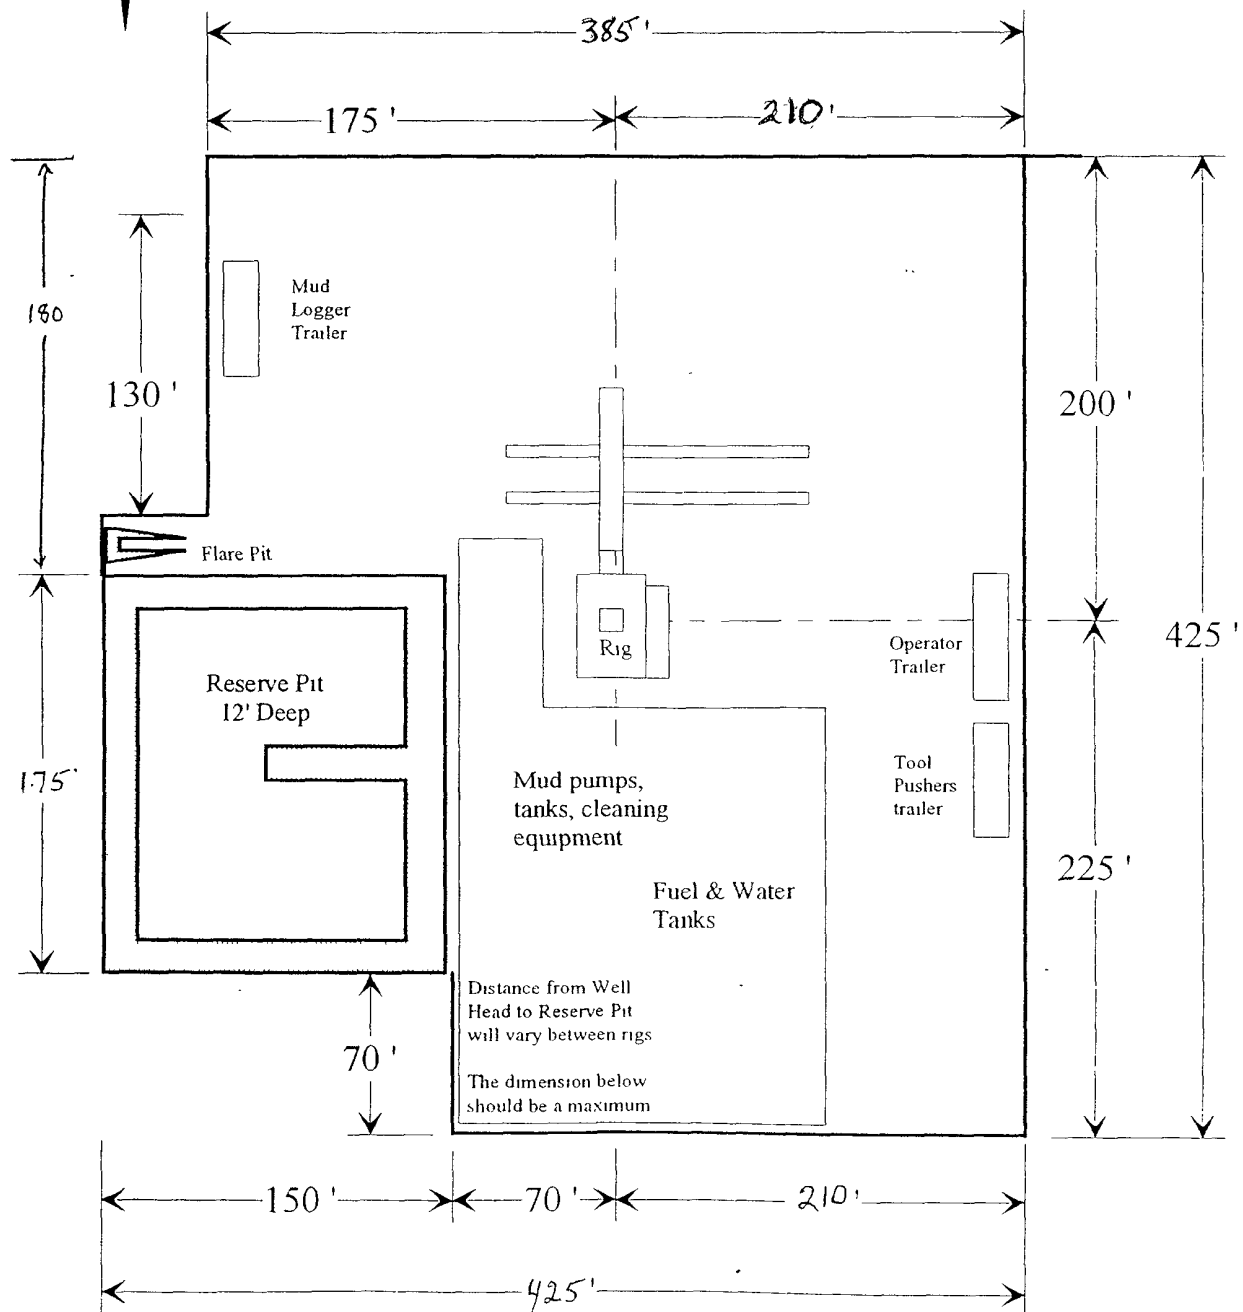 385'
175 '
210'
180
Mud
Logger
Trailer
130 '
200 '
Flare Pit
Rig
Operator
Trailer
425 '
Reserve Pit
12' Deep
175'
Mud pumps,
tanks, cleaning
equipment
Tool
Pushers
trailer
225 '
Fuel & Water
Tanks
Distance from Well
Head to Reserve Pit
will vary between rigs
The dimension below
should be a maximum
70 '
150 '
70 '
210'
425'